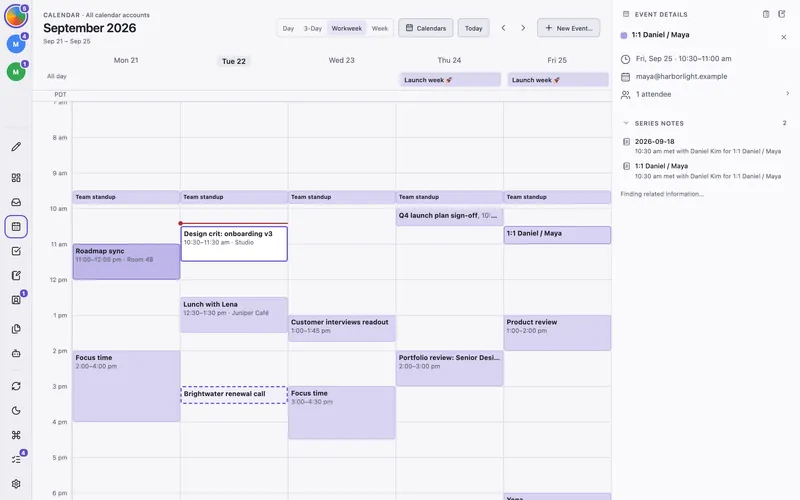 6
M 4
M 1
1
4
CALENDAR · All calendar accounts
September 2026
Sep 21 – Sep 25
Day 3-Day Workweek Week
Calendars
Today
New Event...
Mon 21 Tue 22 Wed 23 Thu 24 Fri 25
All day
Launch week 🚀 Launch week 🚀
PDT
7 am
8 am
9 am
Team standup Team standup Team standup Team standup Team standup
10 am
Q4 launch plan sign-off, 10:...
Design crit: onboarding v3
10:30–11:30 am · Studio
1:1 Daniel / Maya
11 am
Roadmap sync
11:00–12:00 pm · Room 4B
12 pm
Lunch with Lena
12:30–1:30 pm · Juniper Café
1 pm
Customer interviews readout
1:00–1:45 pm
Product review
1:00–2:00 pm
2 pm
Focus time
2:00–4:00 pm
Portfolio review: Senior Desi...
2:00–3:00 pm
3 pm
Brightwater renewal call
Focus time
3:00–4:30 pm
4 pm
5 pm
6 pm
Yoga
EVENT DETAILS
1:1 Daniel / Maya
Fri, Sep 25 · 10:30–11:00 am
maya@harborlight.example
1 attendee
SERIES NOTES 2
2026-09-18
10:30 am met with Daniel Kim for 1:1 Daniel / Maya
1:1 Daniel / Maya
10:30 am met with Daniel Kim for 1:1 Daniel / Maya
Finding related information...